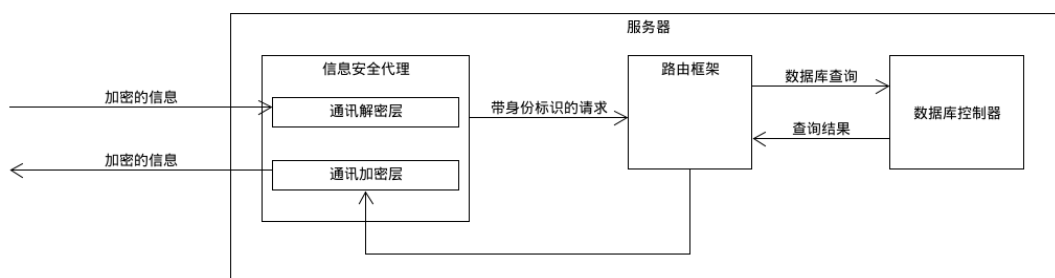 服务器
信息安全代理
路由框架
数据库查询
加密的信息
通讯解密层
带身份标识的请求
数据库控制器
查询结果
加密的信息
通讯加密层